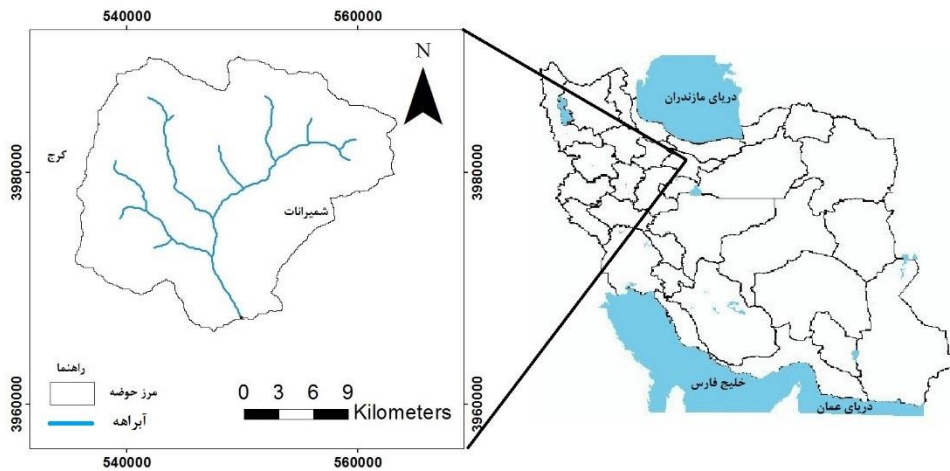 540000 560000
N
دریای مازندران
کرج
3980000 3980000
شمیرانات
راهنما
مرز حوضه
آبراهه
0 3 6 9
Kilometers
خلیج فارس
دریای عمان
3960000 3960000
540000 560000